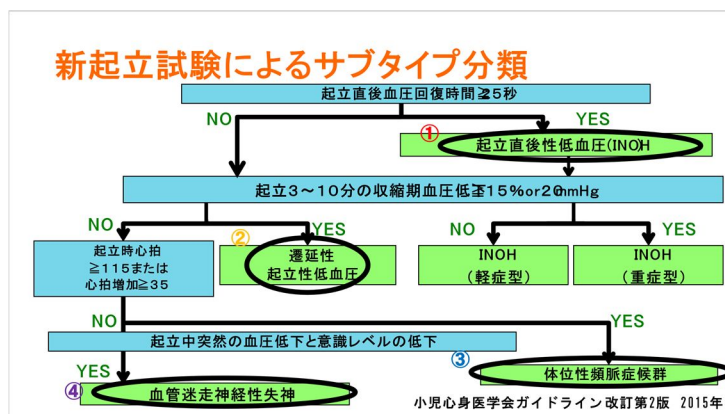 新起立試験によるサブタイプ分類
起立直後血圧回復時間≧25秒
NO
YES
①
起立直後性低血圧(INOH
起立3～10分の収縮期血圧低下≧15%or20mmHg
NO
②
YES
NO
YES
起立時心拍
≧115または
心拍増加≧35
遷延性
起立性低血圧
INOH
(軽症型)
INOH
(重症型)
NO
YES
起立中突然の血圧低下と意識レベルの低下
③
YES
体位性頻脈症候群
④
血管迷走神経性失神
小児心身医学会ガイドライン改訂第2版 2015年